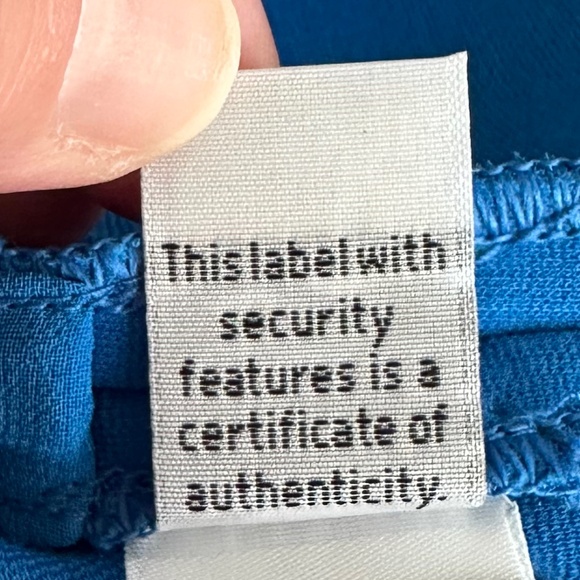 This label with
security
features is a
certificate of
authenticity.